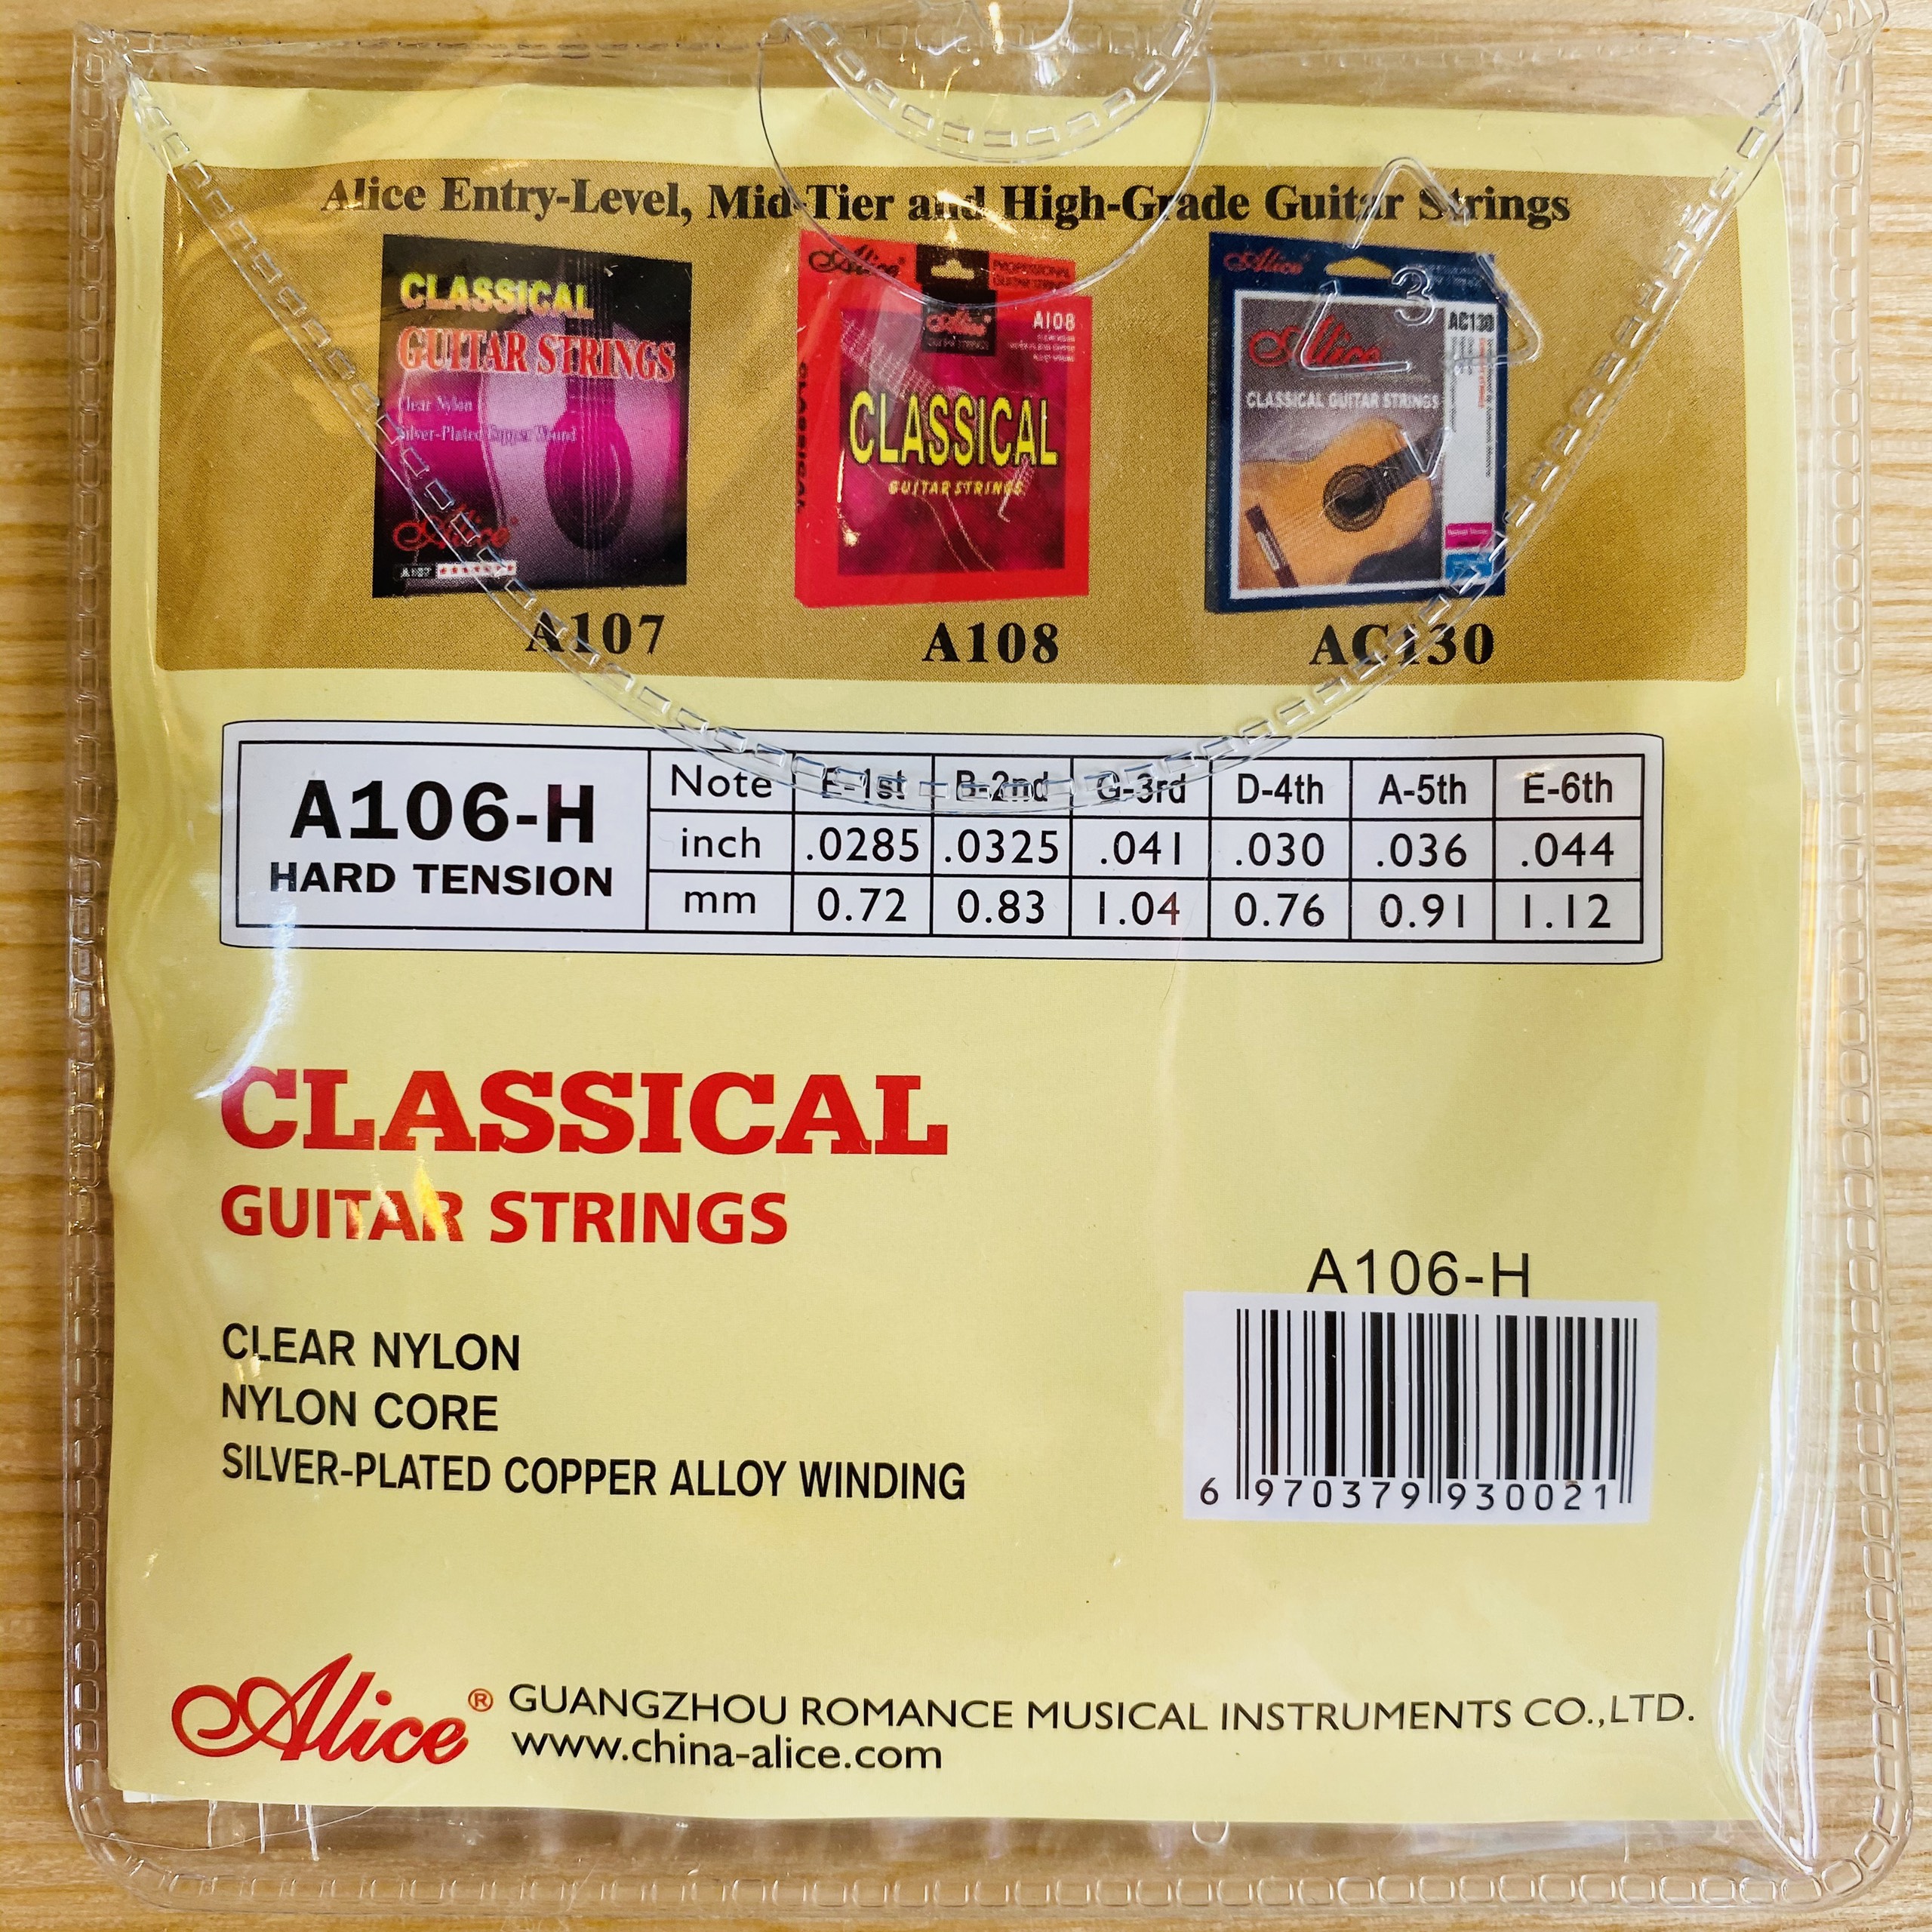 Alice Entry-Level, Mid-Tier and High-Grade Guitar Strings
CLASSICAL
GUITAR STRINGS
Clear Nylon
Silver-Plated Copper Wound
Alice
A107
Alice
PROFESSIONAL
GUITAR STRINGS
Alice
A108
CLASSICAL
GUITAR STRINGS
CLASSICAL
Alice
3
AC130
Alice
CLASSICAL GUITAR STRINGS
V
A107 A108 AC130
A106-H
HARD TENSION
Note E-1st B-2nd G-3rd D-4th A-5th E-6th
inch .0285 .0325 .041 .030 .036 .044
mm 0.72 0.83 1.04 0.76 0.91 1.12
CLASSICAL
GUITAR STRINGS
CLEAR NYLON
NYLON CORE
SILVER-PLATED COPPER ALLOY WINDING
A106-H
6 970379 930021
Alice® GUANGZHOU ROMANCE MUSICAL INSTRUMENTS CO.,LTD.
www.china-alice.com